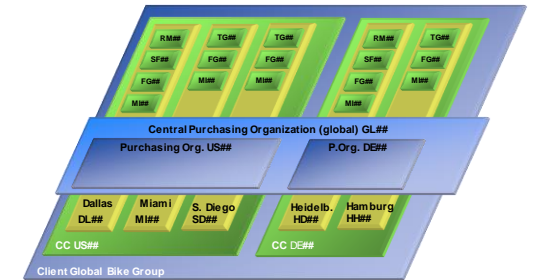 RM## TG## TG## RM## TG##
SF## FG## FG## SF## FG##
FG## MI## MI## FG## MI##
MI## MI##
Central Purchasing Organization (global) GL##
Purchasing Org. US## P.Org. DE##
Dallas Miami S. Diego Heidelb. Hamburg
DL## MI## SD## HD## HH##
CC US## CC DE##
Client Global Bike Group